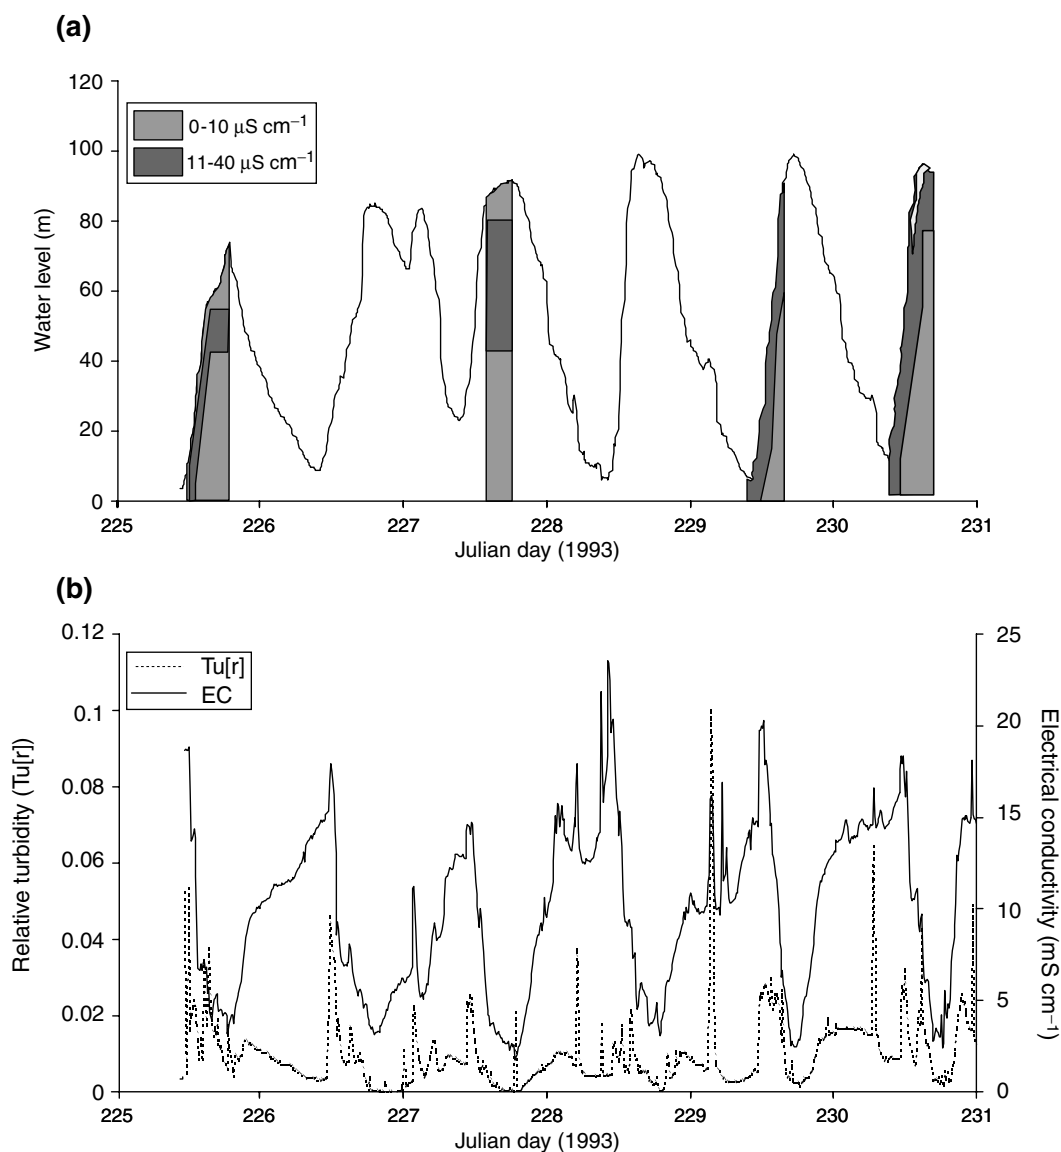 (a)
120
100
80
60
40
20
0
Water level (m)
0-10 μS cm⁻¹
11-40 μS cm⁻¹
225 226 227 228 229 230 231
Julian day (1993)
(b)
0.12
0.1
0.08
0.06
0.04
0.02
0
Relative turbidity (Tu[r])
Tu[r]
EC
25
20
15
10
5
0
Electrical conductivity (mS cm⁻¹)
225 226 227 228 229 230 231
Julian day (1993)